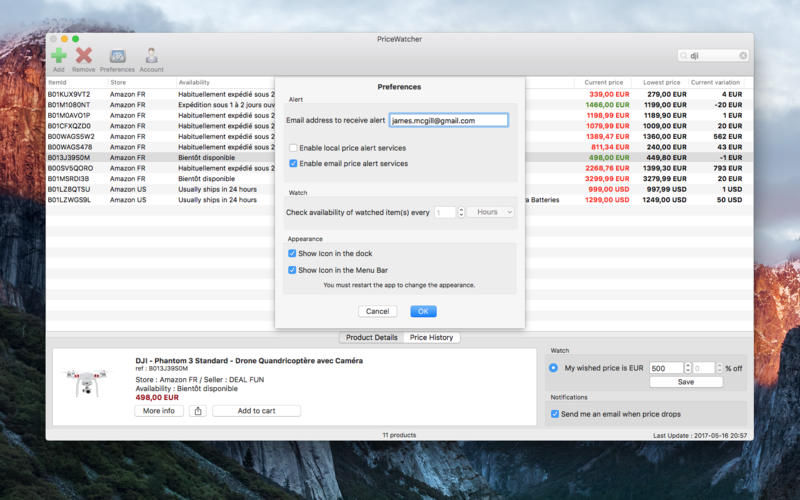 PriceWatcher
Add Remove Preferences Account
dji
ItemId Store Availability Current price Lowest price Current variation
B01KUX9VT2 Amazon FR Habituellement expédié sous 2 339,00 EUR 279,00 EUR 4 EUR
B01M1080NT Amazon FR Expédition sous 1 à 2 jours ouv 1466,00 EUR 1199,00 EUR -20 EUR
B01M0AVO1P Amazon FR Habituellement expédié sous 2 1198,99 EUR 1189,90 EUR 1 EUR
B01CFXQZD0 Amazon FR Habituellement expédié sous 2 1079,99 EUR 1009,00 EUR 20 EUR
B00WAGS5W2 Amazon FR Habituellement expédié sous 2 1389,47 EUR 1360,00 EUR 562 EUR
B00WAGS478 Amazon FR Habituellement expédié sous 2 811,34 EUR 240,00 EUR 43 EUR
B013J39S0M Amazon FR Bientôt disponible 498,00 EUR 449,80 EUR -1 EUR
B00SV5QORO Amazon FR Habituellement expédié sous 2 2268,76 EUR 1399,30 EUR 793 EUR
B01MSRDI3B Amazon FR Bientôt disponible 3299,99 EUR 3279,99 EUR 20 EUR
B01LZ8QTSU Amazon US Usually ships in 24 hours 999,00 USD 997,99 USD 1 USD
B01LZWGS9L Amazon US Usually ships in 24 hours a Batteries 1299,00 USD 1249,00 USD 50 USD
Preferences
Alert
Email address to receive alert james.mcgill@gmail.com
Enable local price alert services
Enable email price alert services
Watch
Check availability of watched item(s) every 1 Hours
Appearance
Show Icon in the dock
Show Icon in the Menu Bar
You must restart the app to change the appearance.
Cancel OK
Product Details Price History
DJI - Phantom 3 Standard - Drone Quadricoptère avec Caméra
ref : B013J39S0M
Store : Amazon FR / Seller : DEAL FUN
Availability : Bientôt disponible
498,00 EUR
More info Add to cart
Watch
My wished price is EUR 500 0 % off
Save
Notifications
Send me an email when price drops
11 products
Last Update : 2017-05-16 20:57